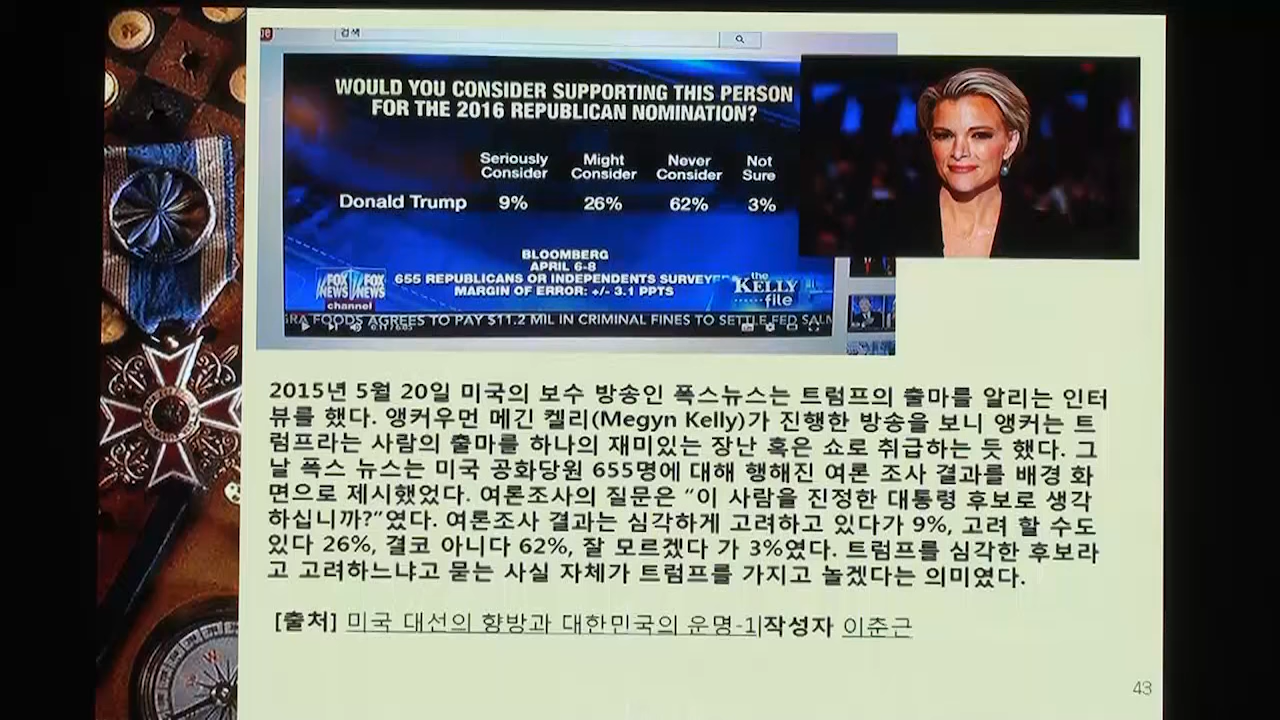 검색
WOULD YOU CONSIDER SUPPORTING THIS PERSON
FOR THE 2016 REPUBLICAN NOMINATION?
Seriously Consider Might Consider Never Consider Not Sure
Donald Trump 9% 26% 62% 3%
BLOOMBERG
APRIL 6-8
655 REPUBLICANS OR INDEPENDENTS SURVEYE
MARGIN OF ERROR: +/- 3.1 PPTS
FOX NEWS FOX NEWS
channel
the
KELLY
file
GRA FOODS AGREES TO PAY $11.2 MIL IN CRIMINAL FINES TO SETTLE FED SALM
2015년 5월 20일 미국의 보수 방송인 폭스뉴스는 트럼프의 출마를 알리는 인터
뷰를 했다. 앵커우먼 메긴 켈리(Megyn Kelly)가 진행한 방송을 보니 앵커는 트
럼프라는 사람의 출마를 하나의 재미있는 장난 혹은 쇼로 취급하는 듯 했다. 그
날 폭스 뉴스는 미국 공화당원 655명에 대해 행해진 여론 조사 결과를 배경 화
면으로 제시했었다. 여론조사의 질문은 “이 사람을 진정한 대통령 후보로 생각
하십니까?”였다. 여론조사 결과는 심각하게 고려하고 있다가 9%, 고려 할 수도
있다 26%, 결코 아니다 62%, 잘 모르겠다 가 3%였다. 트럼프를 심각한 후보라
고 고려하느냐고 묻는 사실 자체가 트럼프를 가지고 놀겠다는 의미였다.
[출처] 미국 대선의 향방과 대한민국의 운명-1|작성자 이춘근
43